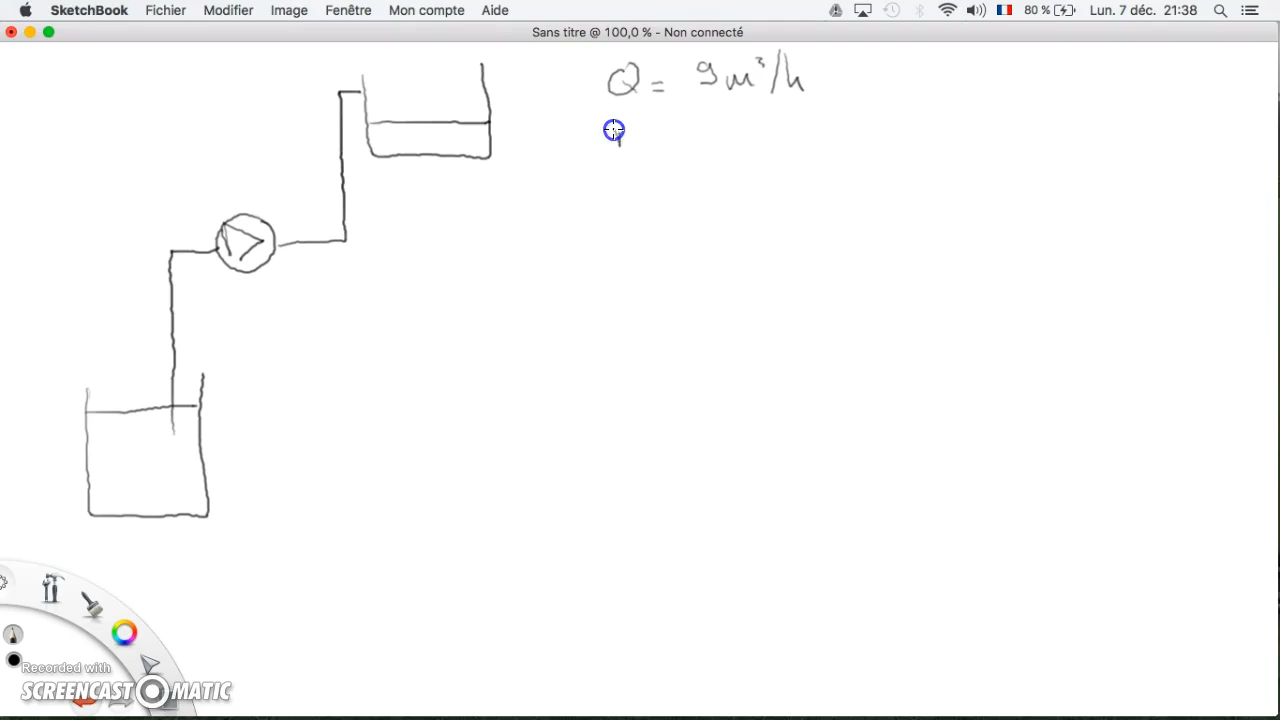 SketchBook Fichier Modifier Image Fenêtre Mon compte Aide 80 % Lun. 7 déc. 21:38
Sans titre @ 100,0 % - Non connecté
Q = 9 m³/h
Recorded with
SCREENCAST MATIC